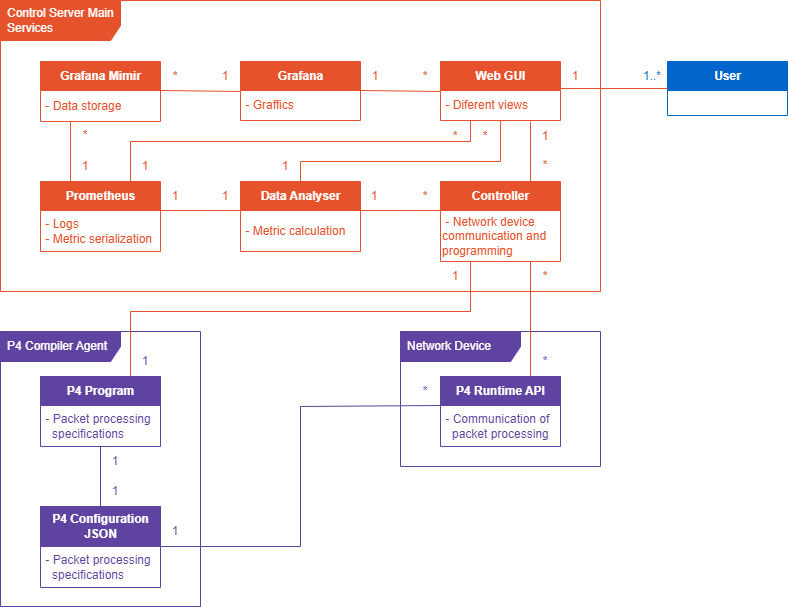 Control Server Main
Services
Grafana Mimir
- Data storage
* 1
Grafana
- Graffics
1 *
Web GUI
- Diferent views
1 1..*
User
*
1
1
* *
1
1
*
Prometheus
- Logs
- Metric serialization
1 1
Data Analyser
- Metric calculation
1 *
Controller
- Network device
communication and
programming
1 *
P4 Compiler Agent
1
P4 Program
- Packet processing
specifications
1
1
P4 Configuration
JSON
- Packet processing
specifications
1
Network Device
*
*
P4 Runtime API
- Communication of
packet processing